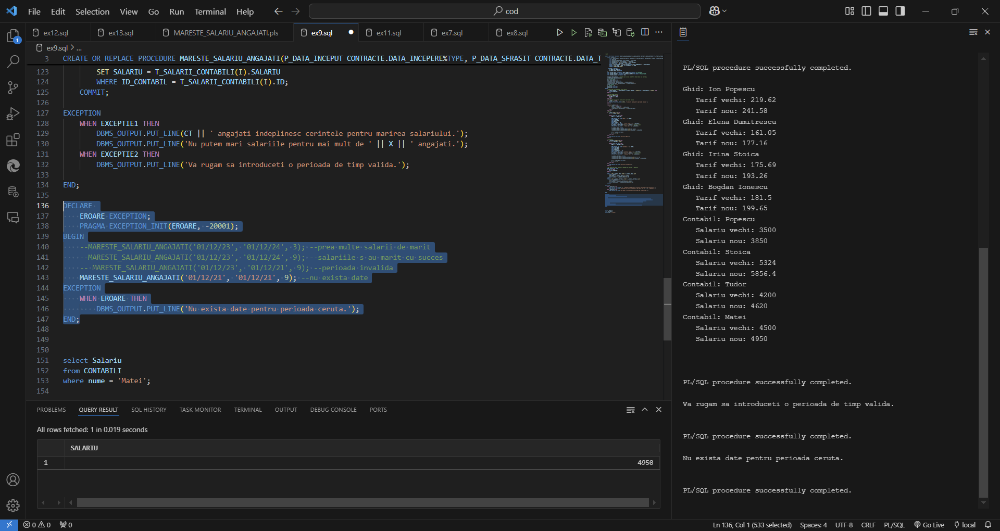 File Edit Selection View Go Run Terminal Help
cod
ex12.sql ex13.sql MARESTE_SALARIU_ANGAJATI.pls ex9.sql ex11.sql ex7.sql ex8.sql
1
ex9.sql > ...
3 CREATE OR REPLACE PROCEDURE MARESTE_SALARIU_ANGAJATI(P_DATA_INCEPUT CONTRACTE.DATA_INCEPERE%TYPE, P_DATA_SFRASIT CONTRACTE.DATA_T
123 SET SALARIU = T_SALARII_CONTABILI(I).SALARIU
124 WHERE ID_CONTABIL = T_SALARII_CONTABILI(I).ID;
125 COMMIT;
126
127 EXCEPTION
128 WHEN EXCEPTIE1 THEN
129 DBMS_OUTPUT.PUT_LINE(CT || ' angajati indeplinesc cerintele pentru marirea salariului.');
130 DBMS_OUTPUT.PUT_LINE('Nu putem mari salariile pentru mai mult de ' || X || ' angajati.');
131 WHEN EXCEPTIE2 THEN
132 DBMS_OUTPUT.PUT_LINE('Va rugam sa introduceti o perioada de timp valida.');
133
134 END;
135
136 DECLARE
137 EROARE EXCEPTION;
138 PRAGMA EXCEPTION_INIT(EROARE, -20001);
139 BEGIN
140 --MARESTE_SALARIU_ANGAJATI('01/12/23', '01/12/24', 3); --prea multe salarii de marit
141 --MARESTE_SALARIU_ANGAJATI('01/12/23', '01/12/24', 9); --salariile s au marit cu succes
142 -- MARESTE_SALARIU_ANGAJATI('01/12/23', '01/12/21', 9); --perioada invalida
143 MARESTE_SALARIU_ANGAJATI('01/12/21', '01/12/21', 9); --nu exista date
144 EXCEPTION
145 WHEN EROARE THEN
146 DBMS_OUTPUT.PUT_LINE('Nu exista date pentru perioada ceruta.');
147 END;
148
149
150
151 select Salariu
152 from CONTABILI
153 where nume = 'Matei';
154
PROBLEMS QUERY RESULT SQL HISTORY TASK MONITOR TERMINAL OUTPUT DEBUG CONSOLE PORTS
All rows fetched: 1 in 0.019 seconds
SALARIU
1 4950
PL/SQL procedure successfully completed.
Ghid: Ion Popescu
Tarif vechi: 219.62
Tarif nou: 241.58
Ghid: Elena Dumitrescu
Tarif vechi: 161.05
Tarif nou: 177.16
Ghid: Irina Stoica
Tarif vechi: 175.69
Tarif nou: 193.26
Ghid: Bogdan Ionescu
Tarif vechi: 181.5
Tarif nou: 199.65
Contabil: Popescu
Salariu vechi: 3500
Salariu nou: 3850
Contabil: Stoica
Salariu vechi: 5324
Salariu nou: 5856.4
Contabil: Tudor
Salariu vechi: 4200
Salariu nou: 4620
Contabil: Matei
Salariu vechi: 4500
Salariu nou: 4950
PL/SQL procedure successfully completed.
Va rugam sa introduceti o perioada de timp valida.
PL/SQL procedure successfully completed.
Nu exista date pentru perioada ceruta.
PL/SQL procedure successfully completed.
0 0 0 Ln 136, Col 1 (533 selected) Spaces: 4 UTF-8 CRLF PL/SQL Go Live local